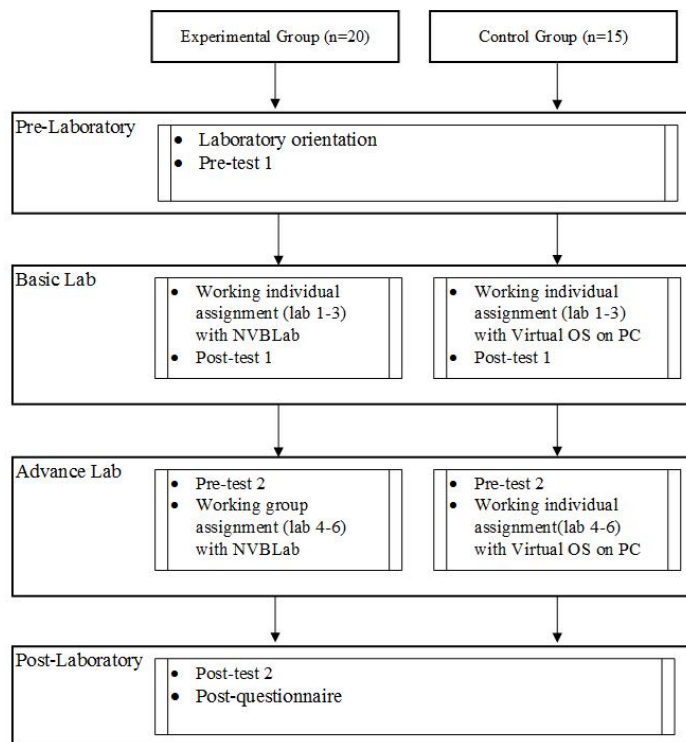 Experimental Group (n=20)
Control Group (n=15)
Pre-Laboratory
• Laboratory orientation
• Pre-test 1
Basic Lab
• Working individual
assignment (lab 1-3)
with NVBLab
• Post-test 1
• Working individual
assignment (lab 1-3)
with Virtual OS on PC
• Post-test 1
Advance Lab
• Pre-test 2
• Working group
assignment (lab 4-6)
with NVBLab
• Pre-test 2
• Working individual
assignment(lab 4-6)
with Virtual OS on PC
Post-Laboratory
• Post-test 2
• Post-questionnaire